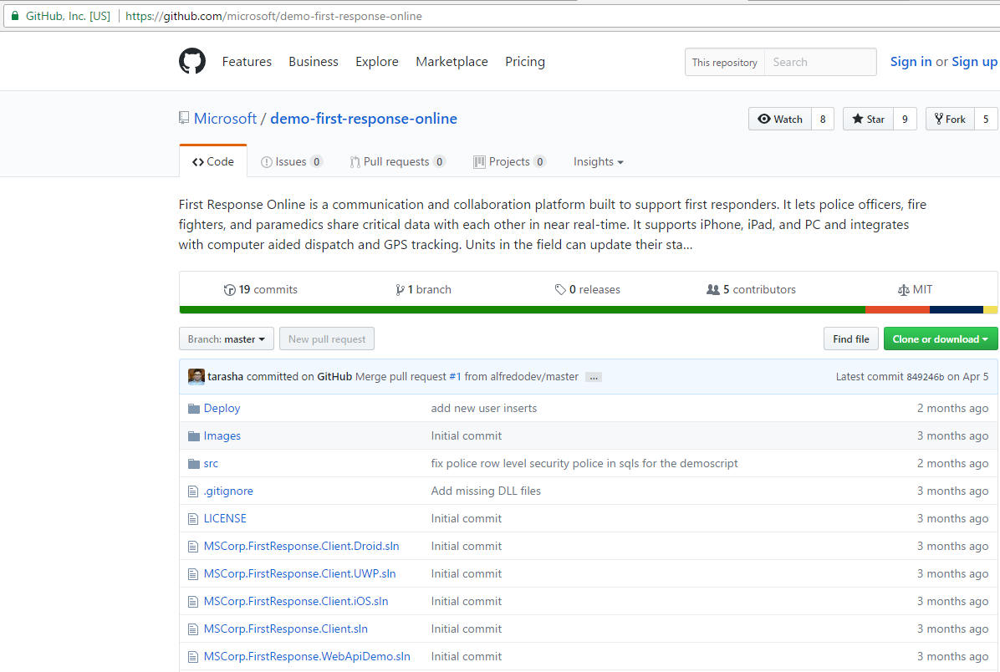 GitHub, Inc. [US] https://github.com/microsoft/demo-first-response-online
Features Business Explore Marketplace Pricing This repository Search Sign in or Sign up
Microsoft / demo-first-response-online Watch 8 Star 9 Fork 5
Code Issues 0 Pull requests 0 Projects 0 Insights
First Response Online is a communication and collaboration platform built to support first responders. It lets police officers, fire
fighters, and paramedics share critical data with each other in near real-time. It supports iPhone, iPad, and PC and integrates
with computer aided dispatch and GPS tracking. Units in the field can update their sta...
19 commits 1 branch 0 releases 5 contributors MIT
Branch: master New pull request Find file Clone or download
tarasha committed on GitHub Merge pull request #1 from alfredodev/master ... Latest commit 849246b on Apr 5
Deploy add new user inserts 2 months ago
Images Initial commit 3 months ago
src fix police row level security police in sqls for the demoscript 2 months ago
.gitignore Add missing DLL files 3 months ago
LICENSE Initial commit 3 months ago
MSCorp.FirstResponse.Client.Droid.sln Initial commit 3 months ago
MSCorp.FirstResponse.Client.UWP.sln Initial commit 3 months ago
MSCorp.FirstResponse.Client.iOS.sln Initial commit 3 months ago
MSCorp.FirstResponse.Client.sln Initial commit 3 months ago
MSCorp.FirstResponse.WebApiDemo.sln Initial commit 3 months ago